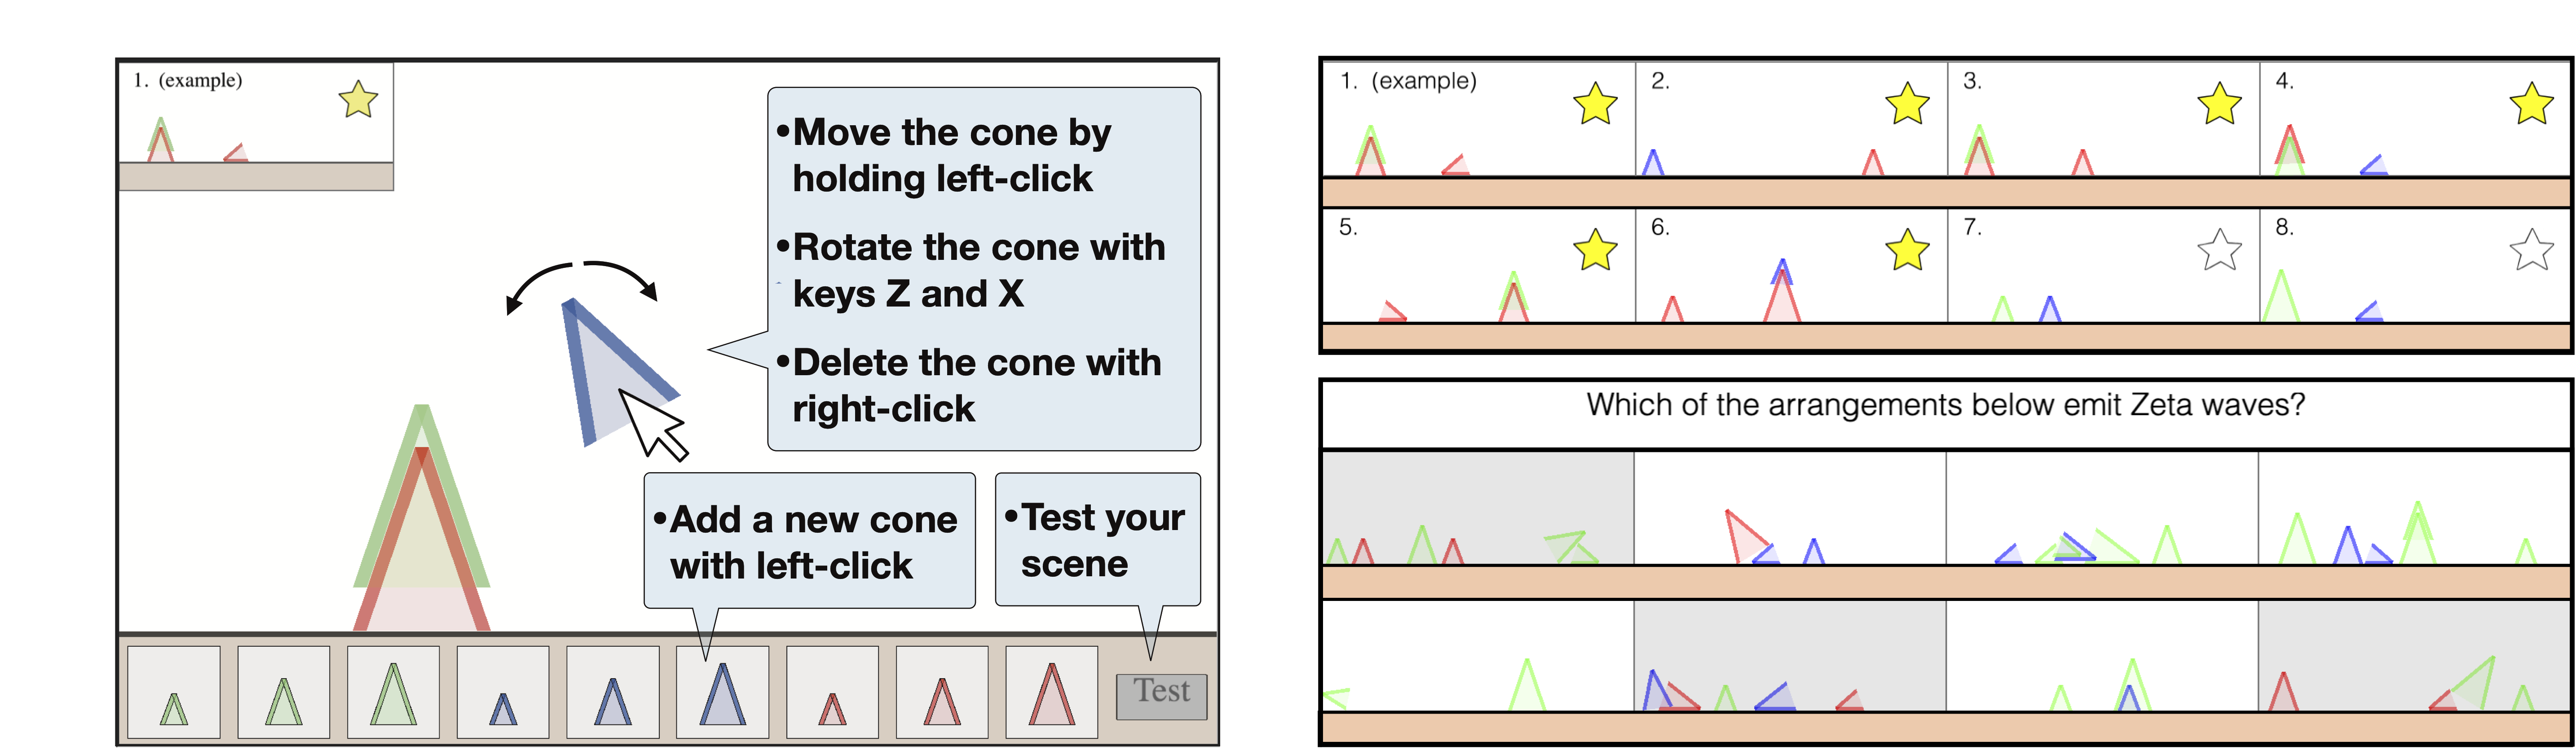 1. (example)
•Move the cone by
holding left-click
•Rotate the cone with
keys Z and X
•Delete the cone with
right-click
•Add a new cone
with left-click
•Test your
scene
Test
1. (example)
2.
3.
4.
5.
6.
7.
8.
Which of the arrangements below emit Zeta waves?